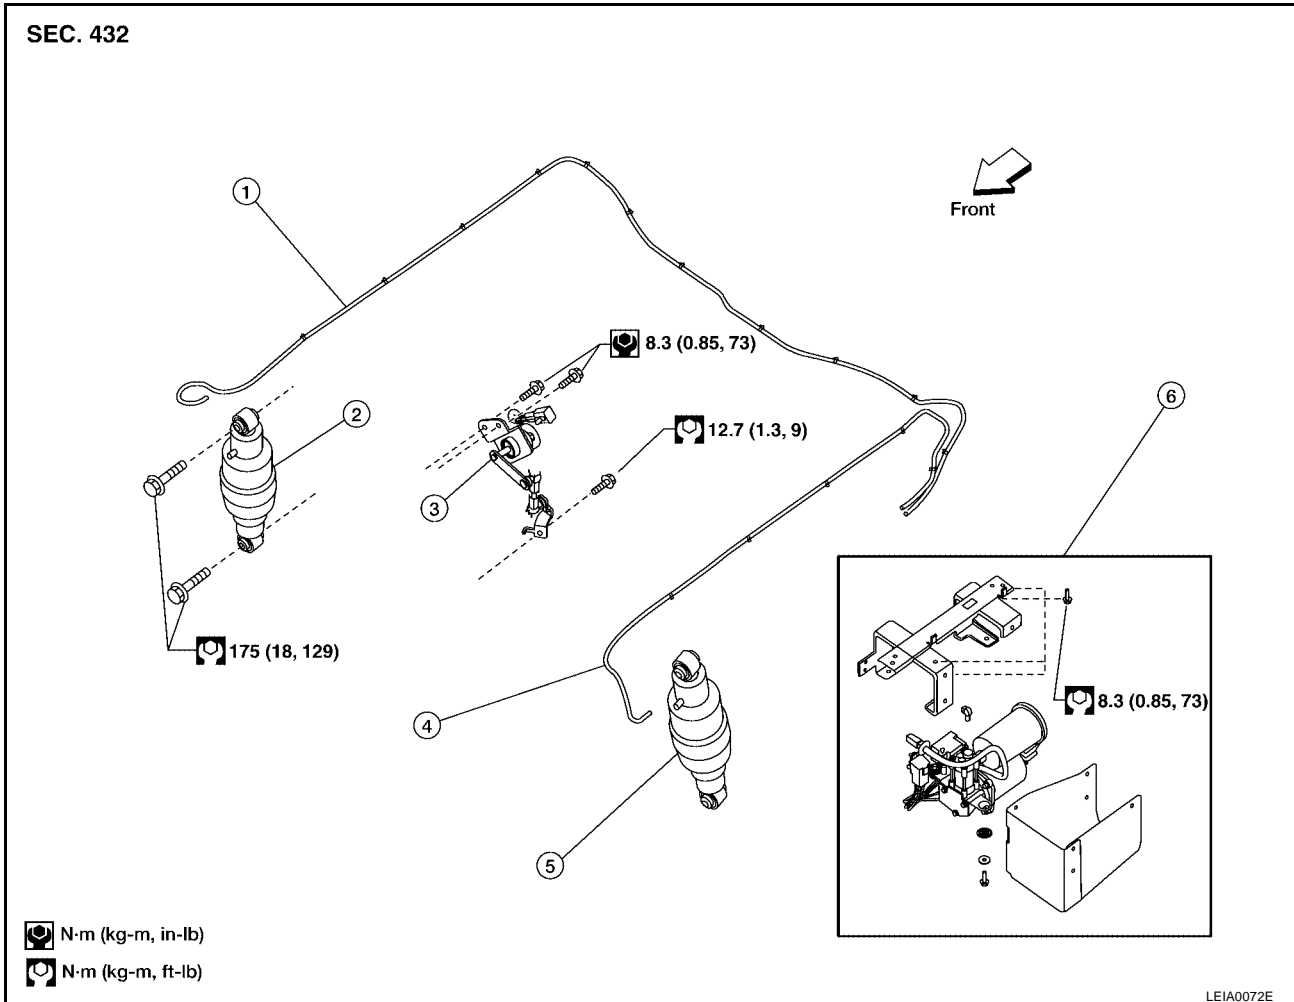 SEC. 432
1
Front
8.3 (0.85, 73)
2
6
12.7 (1.3, 9)
3
175 (18, 129)
8.3 (0.85, 73)
4
5
N·m (kg-m, in-lb)
N·m (kg-m, ft-lb)
LEIA0072E